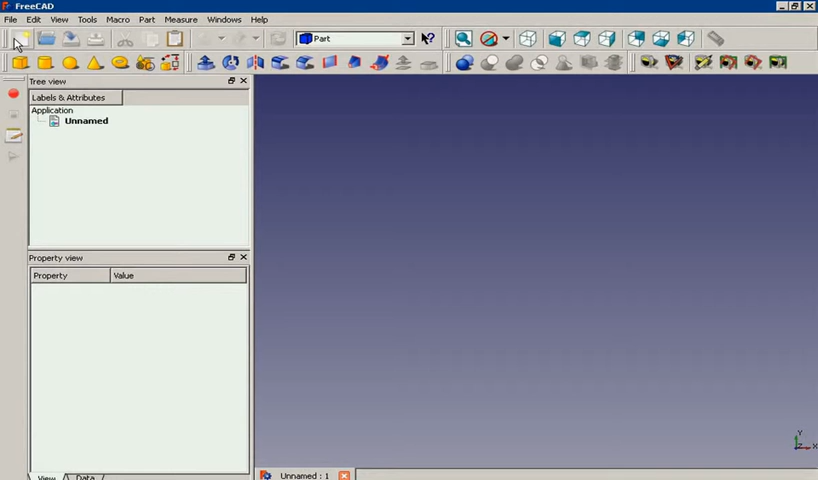 FreeCAD
File Edit View Tools Macro Part Measure Windows Help
Part
Tree view
Labels & Attributes
Application
Unnamed
Property view
Property Value
View Data
Unnamed : 1
Y
X